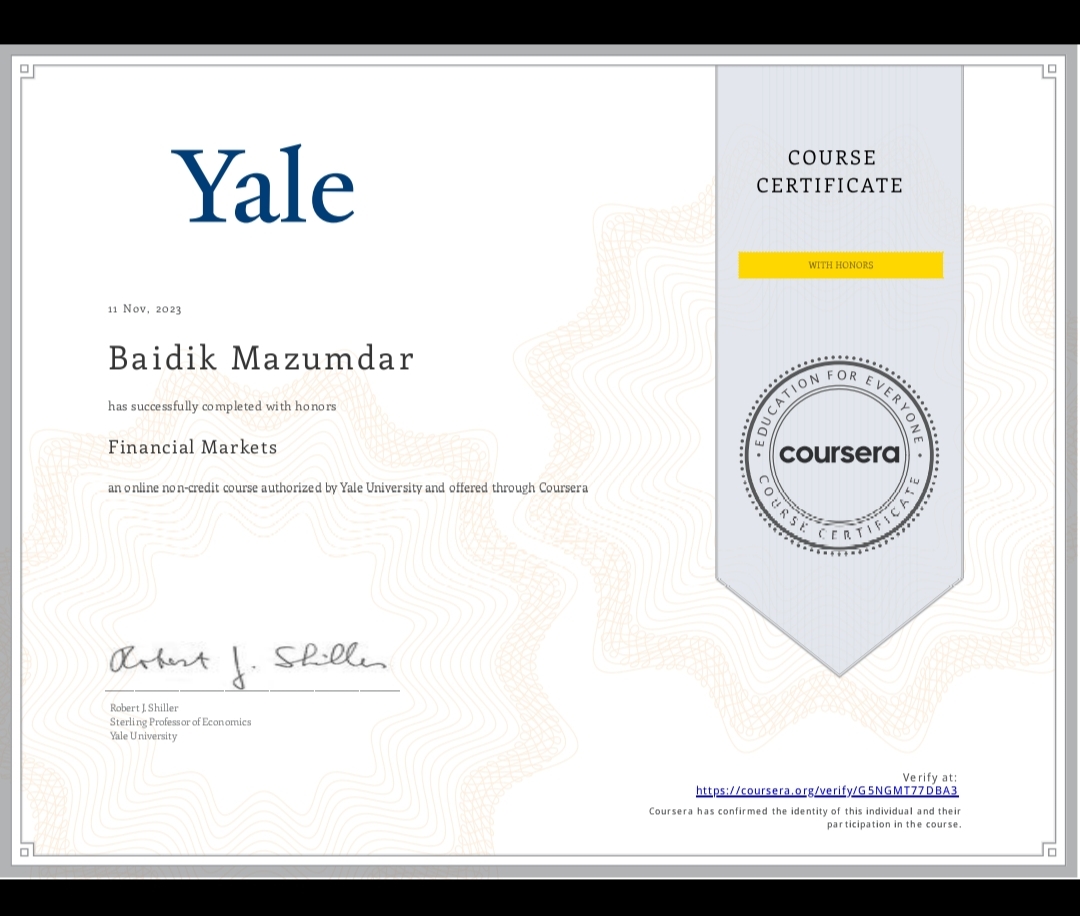 Yale
COURSE
CERTIFICATE
WITH HONORS
11 Nov, 2023
Baidik Mazumdar
has successfully completed with honors
Financial Markets
an online non-credit course authorized by Yale University and offered through Coursera
EDUCATION FOR EVERYONE
coursera
COURSE CERTIFICATE
Robert J. Shiller
Robert J. Shiller
Sterling Professor of Economics
Yale University
Verify at:
https://coursera.org/verify/G5NGMT77DBA3
Coursera has confirmed the identity of this individual and their
participation in the course.